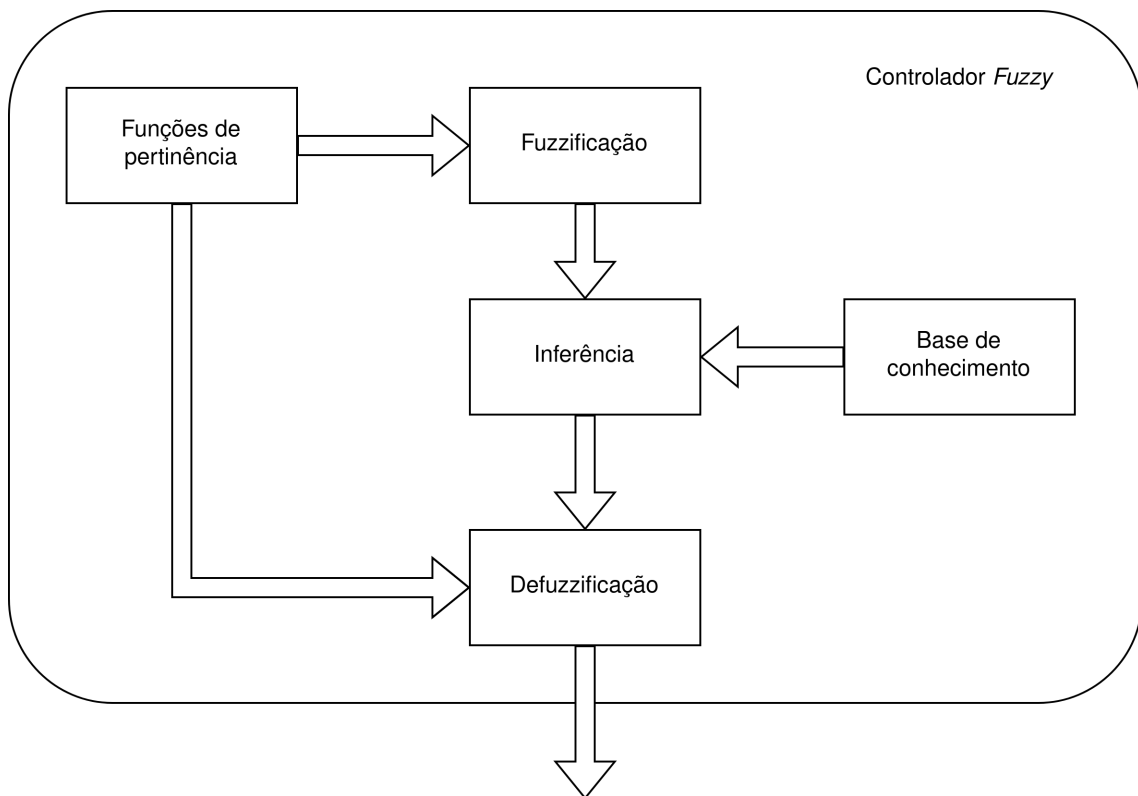 Controlador Fuzzy
Funções de
pertinência
Fuzzificação
Inferência
Base de
conhecimento
Defuzzificação